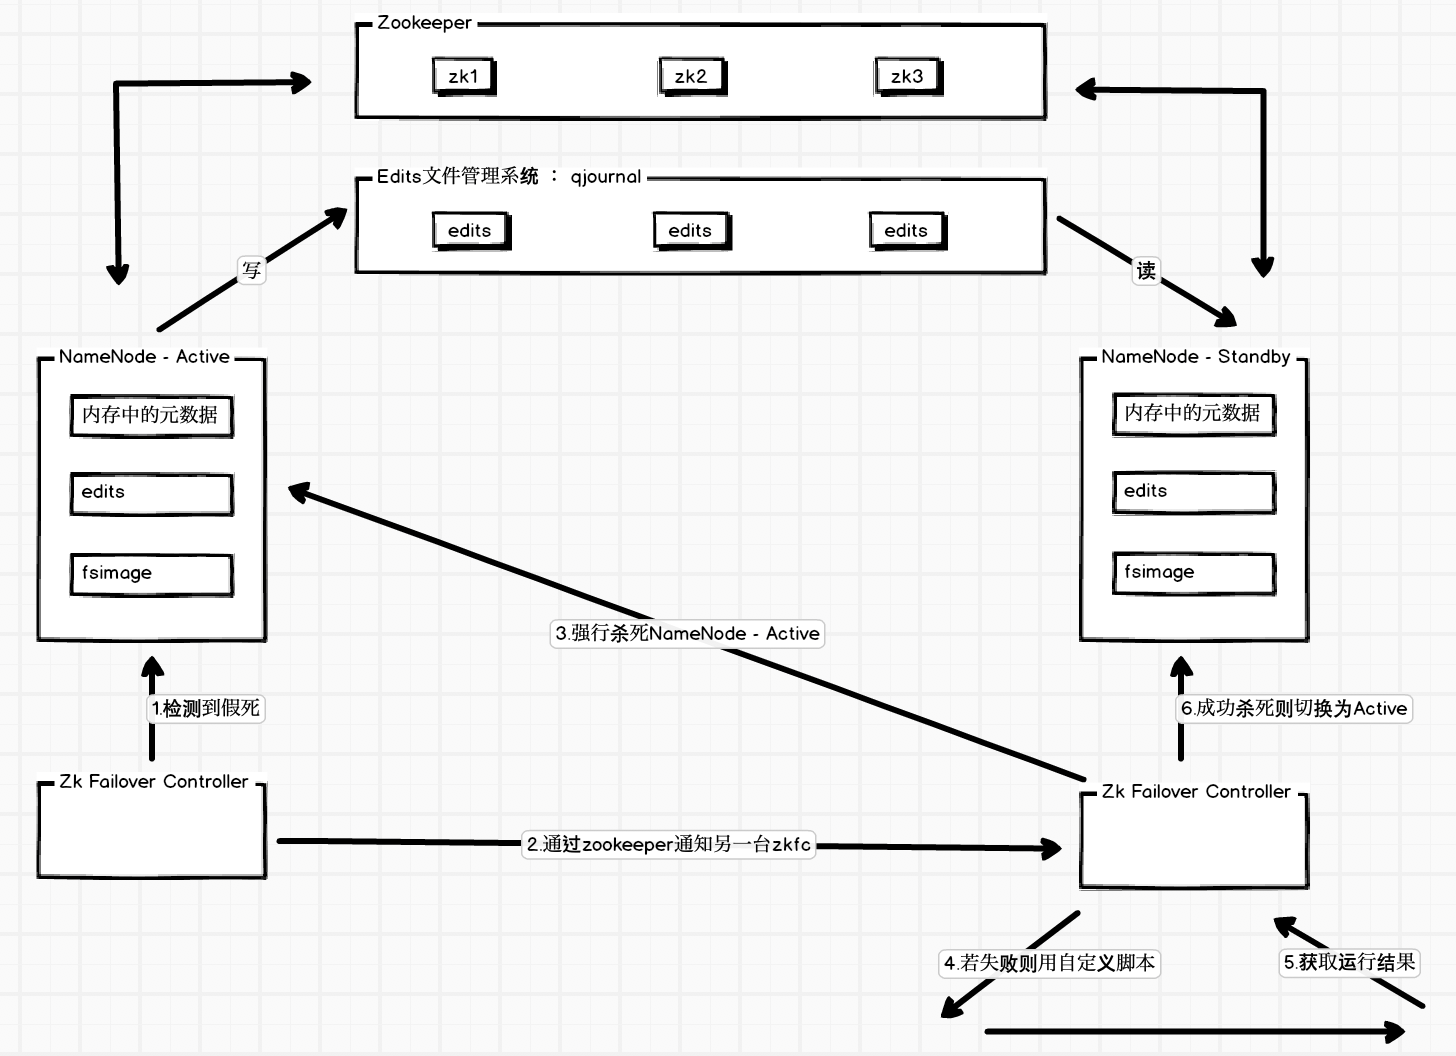 Zookeeper
zk1
zk2
zk3
Edits文件管理系统 ： qjournal
edits
edits
edits
写
读
NameNode - Active
内存中的元数据
edits
fsimage
NameNode - Standby
内存中的元数据
edits
fsimage
3.强行杀死NameNode - Active
1.检测到假死
6.成功杀死则切换为Active
Zk Failover Controller
Zk Failover Controller
2.通过zookeeper通知另一台zkfc
4.若失败则用自定义脚本
5.获取运行结果